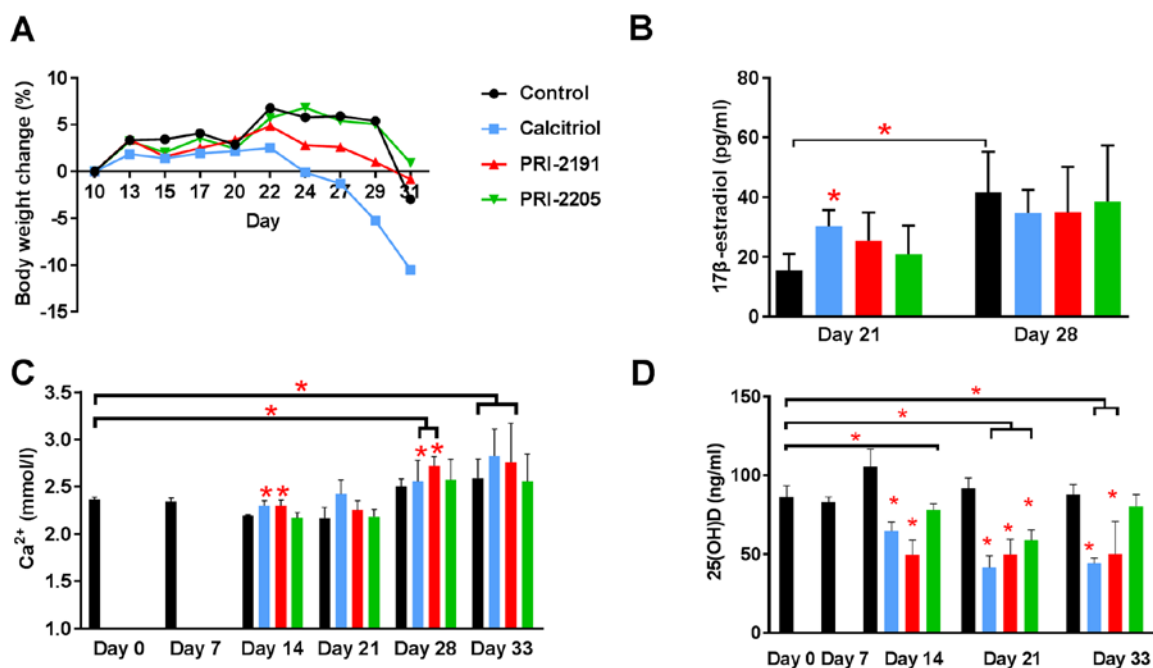 A
Body weight change (%)
10
5
0
-5
-10
-15
10 13 15 17 20 22 24 27 29 31
Day
Control
Calcitriol
PRI-2191
PRI-2205
B
17β-estradiol (pg/ml)
80
60
40
20
0
*
*
Day 21 Day 28
C
Ca2+ (mmol/l)
3.5
3.0
2.5
2.0
1.5
1.0
*
*
* *
* *
Day 0 Day 7 Day 14 Day 21 Day 28 Day 33
D
25(OH)D (ng/ml)
150
100
50
0
*
*
*
* *
* * *
* *
Day 0 Day 7 Day 14 Day 21 Day 33